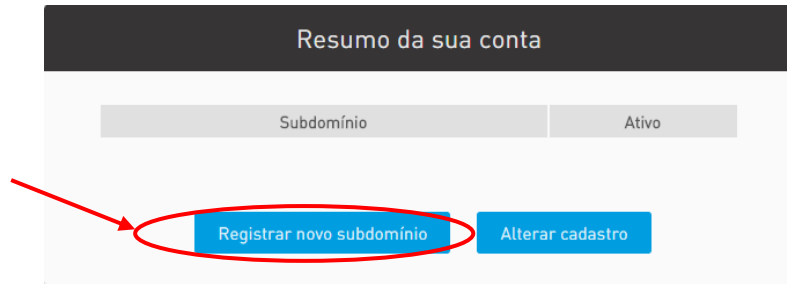 Resumo da sua conta
Subdomínio Ativo
Registrar novo subdomínio Alterar cadastro